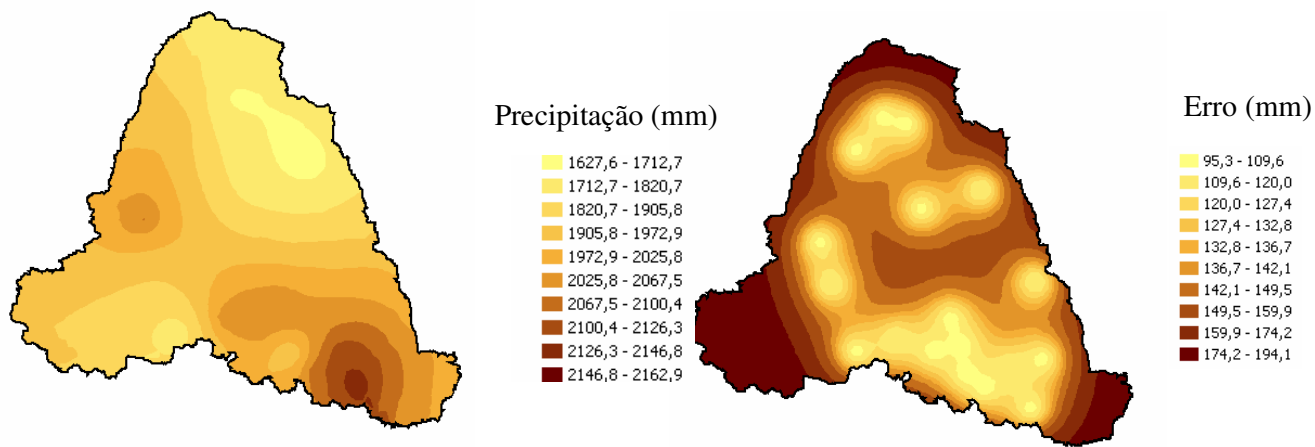 Precipitação (mm)
1627,6 - 1712,7
1712,7 - 1820,7
1820,7 - 1905,8
1905,8 - 1972,9
1972,9 - 2025,8
2025,8 - 2067,5
2067,5 - 2100,4
2100,4 - 2126,3
2126,3 - 2146,8
2146,8 - 2162,9
Erro (mm)
95,3 - 109,6
109,6 - 120,0
120,0 - 127,4
127,4 - 132,8
132,8 - 136,7
136,7 - 142,1
142,1 - 149,5
149,5 - 159,9
159,9 - 174,2
174,2 - 194,1